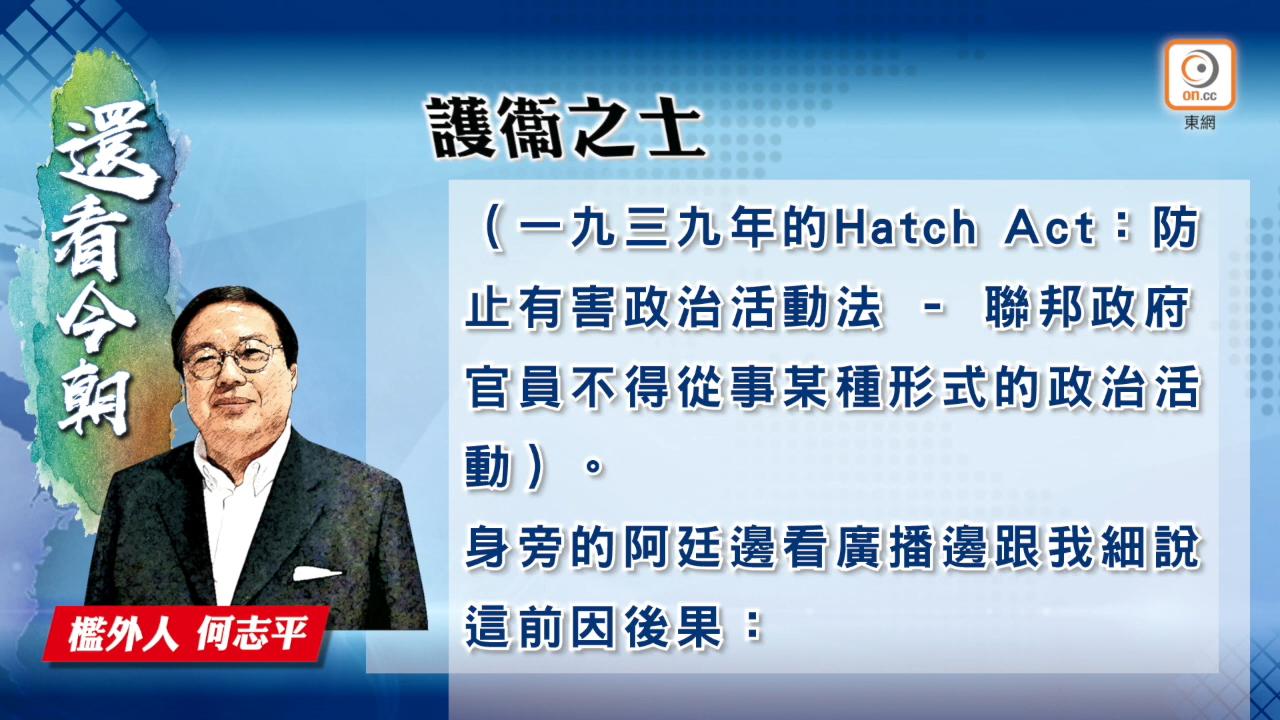 還看今朝
on.cc
東網
護衞之士
（一九三九年的Hatch Act：防
止有害政治活動法 - 聯邦政府
官員不得從事某種形式的政治活
動）。
身旁的阿廷邊看廣播邊跟我細說
這前因後果：
檻外人 何志平